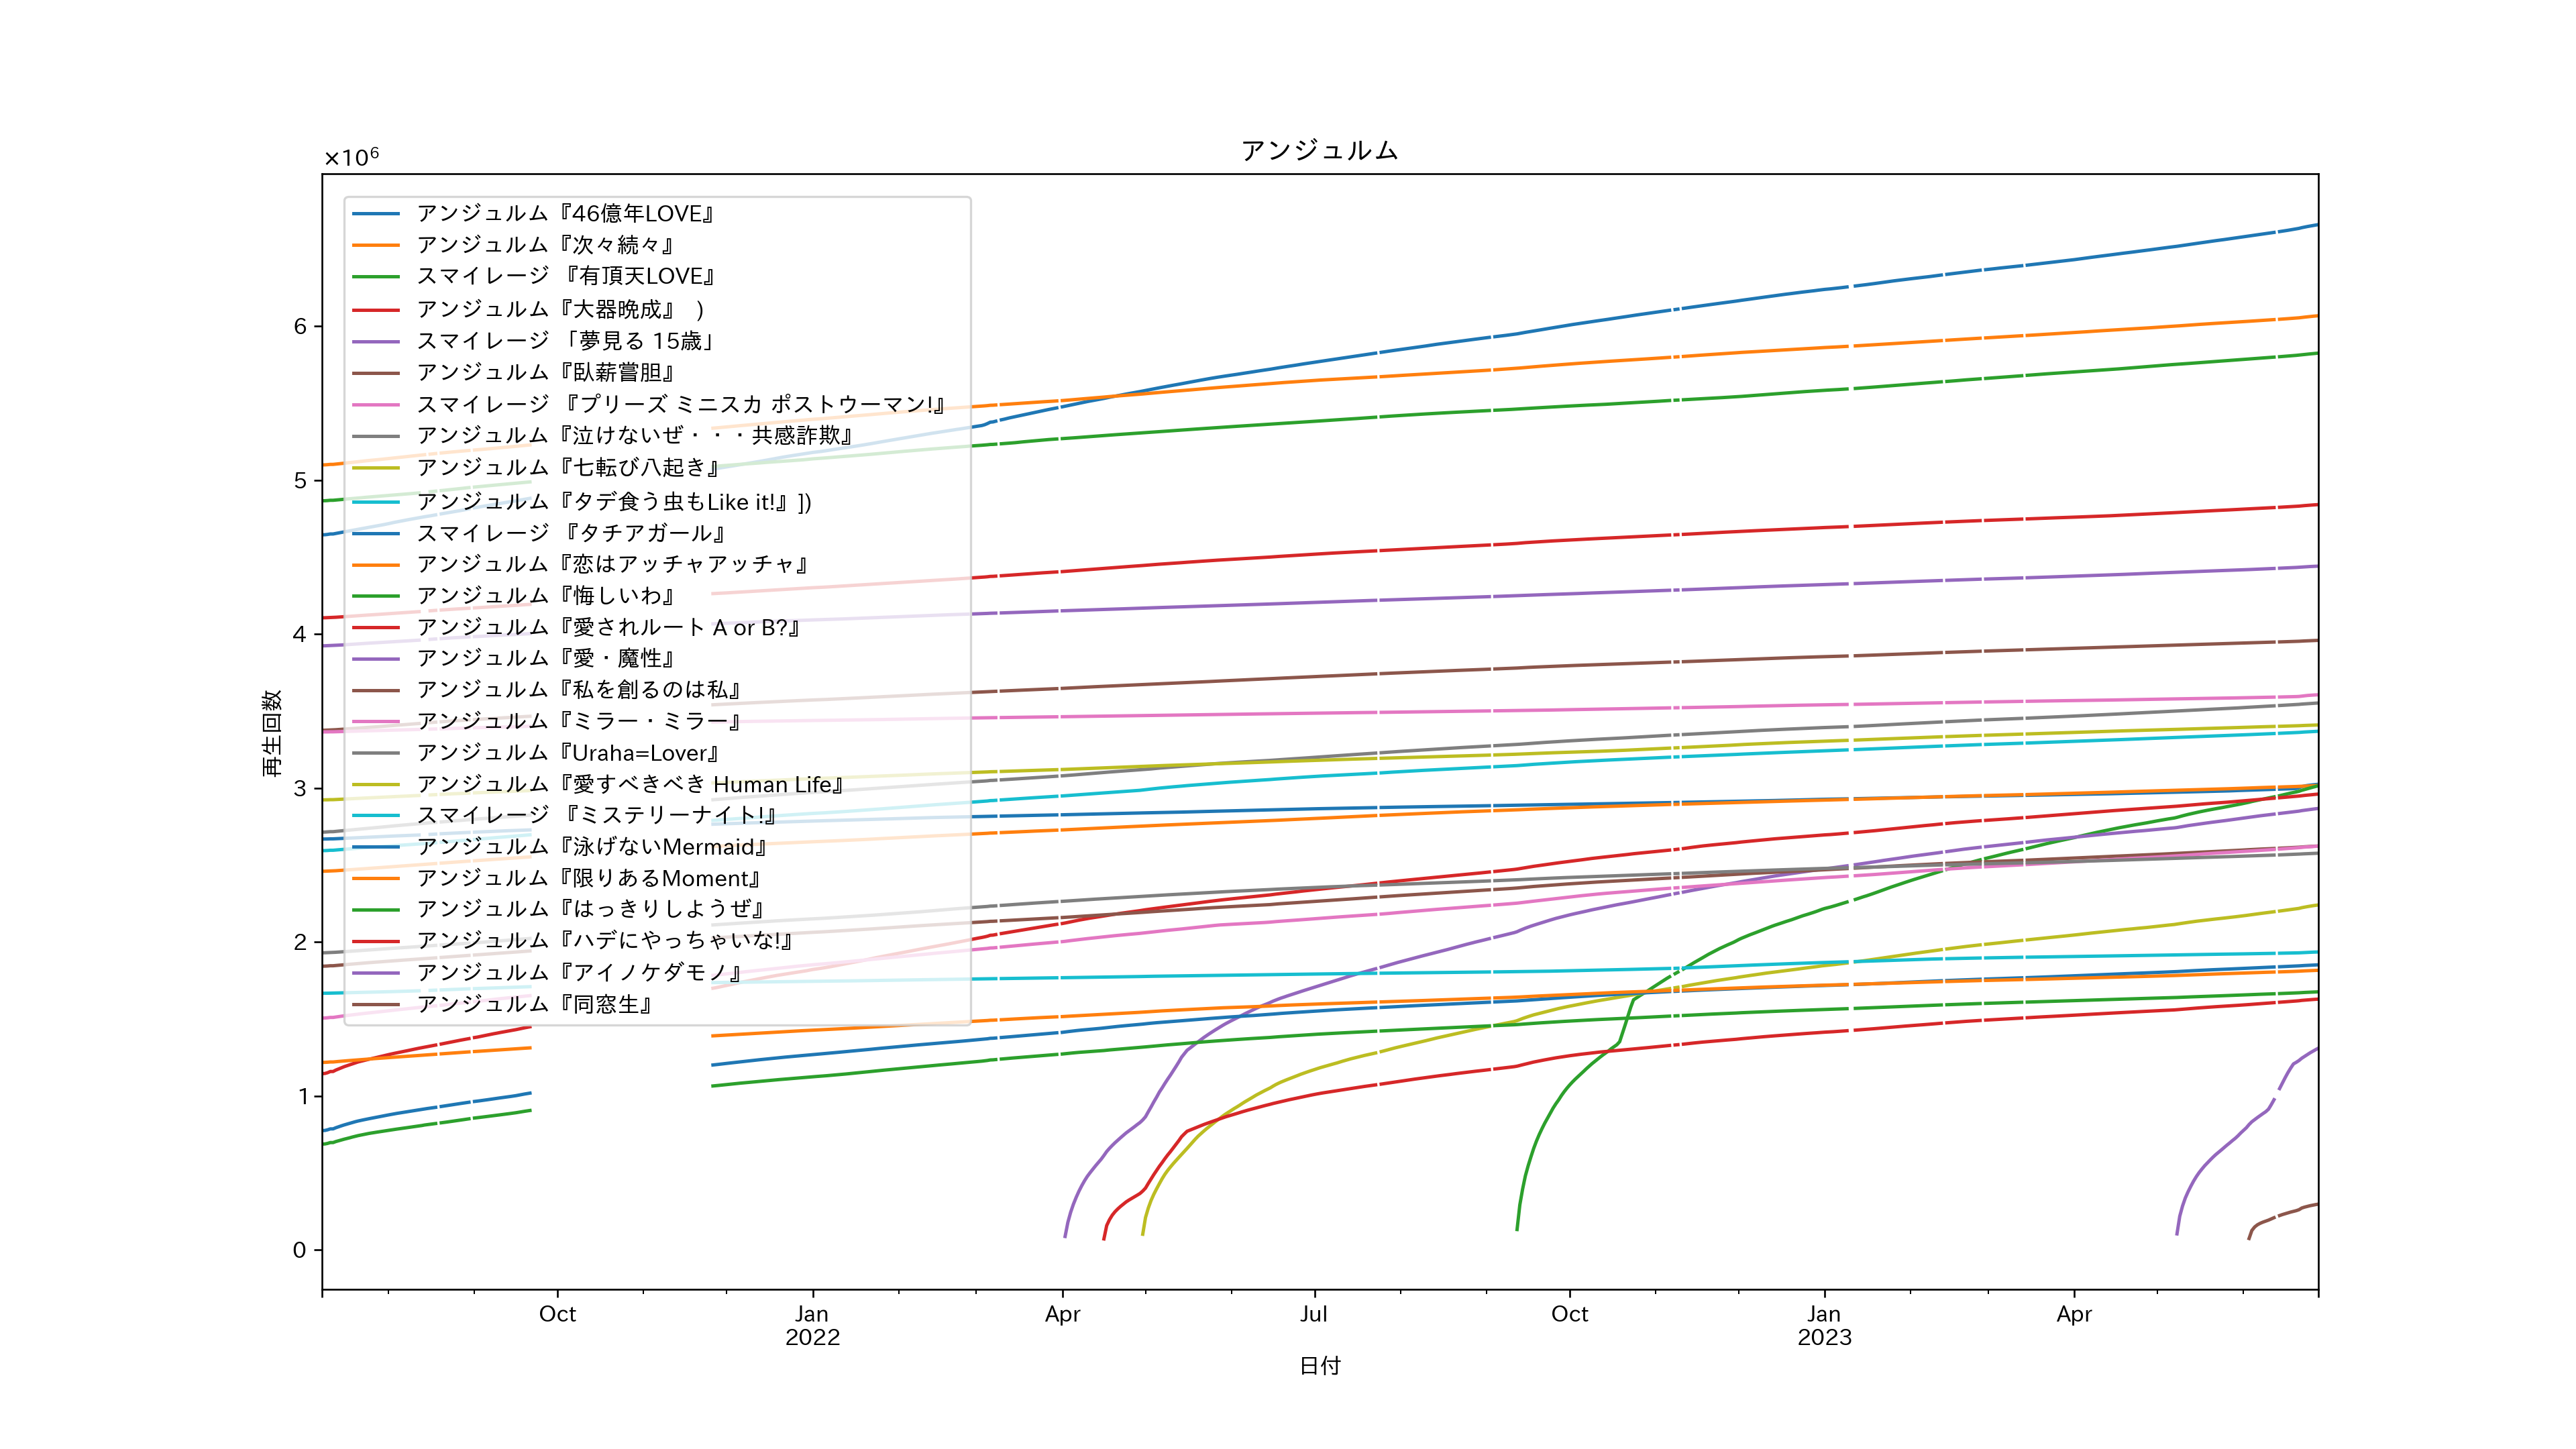 アンジュルム
×10⁶
アンジュルム『46億年LOVE』
アンジュルム『次々続々』
スマイレージ 『有頂天LOVE』
アンジュルム『大器晩成』 )
スマイレージ 「夢見る 15歳」
アンジュルム『臥薪嘗胆』
スマイレージ 『プリーズ ミニスカ ポストウーマン!』
アンジュルム『泣けないぜ・・・共感詐欺』
アンジュルム『七転び八起き』
アンジュルム『タデ食う虫もLike it!』])
スマイレージ 『タチアガール』
アンジュルム『恋はアッチャアッチャ』
アンジュルム『悔しいわ』
アンジュルム『愛されルート A or B?』
アンジュルム『愛・魔性』
アンジュルム『私を創るのは私』
アンジュルム『ミラー・ミラー』
アンジュルム『Uraha=Lover』
アンジュルム『愛すべきべき Human Life』
スマイレージ 『ミステリーナイト!』
アンジュルム『泳げないMermaid』
アンジュルム『限りあるMoment』
アンジュルム『はっきりしようぜ』
アンジュルム『ハデにやっちゃいな!』
アンジュルム『アイノケダモノ』
アンジュルム『同窓生』
6
5
4
3
2
1
0
再生回数
Oct Jan Apr Jul Oct Jan Apr
2022 2023
日付